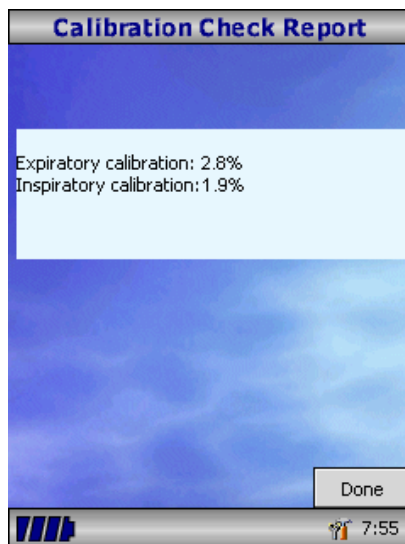 Calibration Check Report
Expiratory calibration: 2.8%
Inspiratory calibration:1.9%
Done
7:55